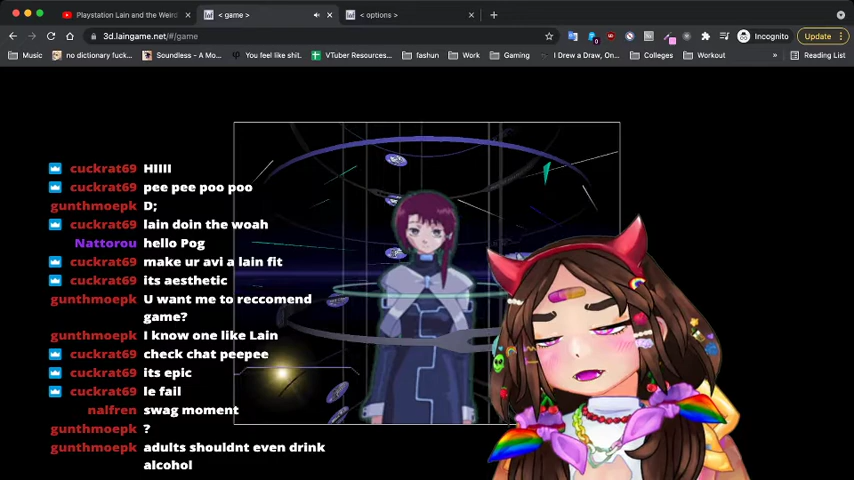 Playstation Lain and the Weird
< game >
< options >
3d.laingame.net/#/game
Incognito
Update
Music
no dictionary fuck...
Soundless - A Mo...
You feel like shit.
VTuber Resources...
fashun
Work
Gaming
I Drew a Draw, On...
Colleges
Workout
»
Reading List
cuckrat69 HIIII
cuckrat69 pee pee poo poo
gunthmoepk D;
cuckrat69 lain doin the woah
Nattorou hello Pog
cuckrat69 make ur avi a lain fit
cuckrat69 its aesthetic
gunthmoepk U want me to reccomend
game?
gunthmoepk I know one like Lain
cuckrat69 check chat peepee
cuckrat69 its epic
cuckrat69 le fail
nalfren swag moment
gunthmoepk ?
gunthmoepk adults shouldnt even drink
alcohol